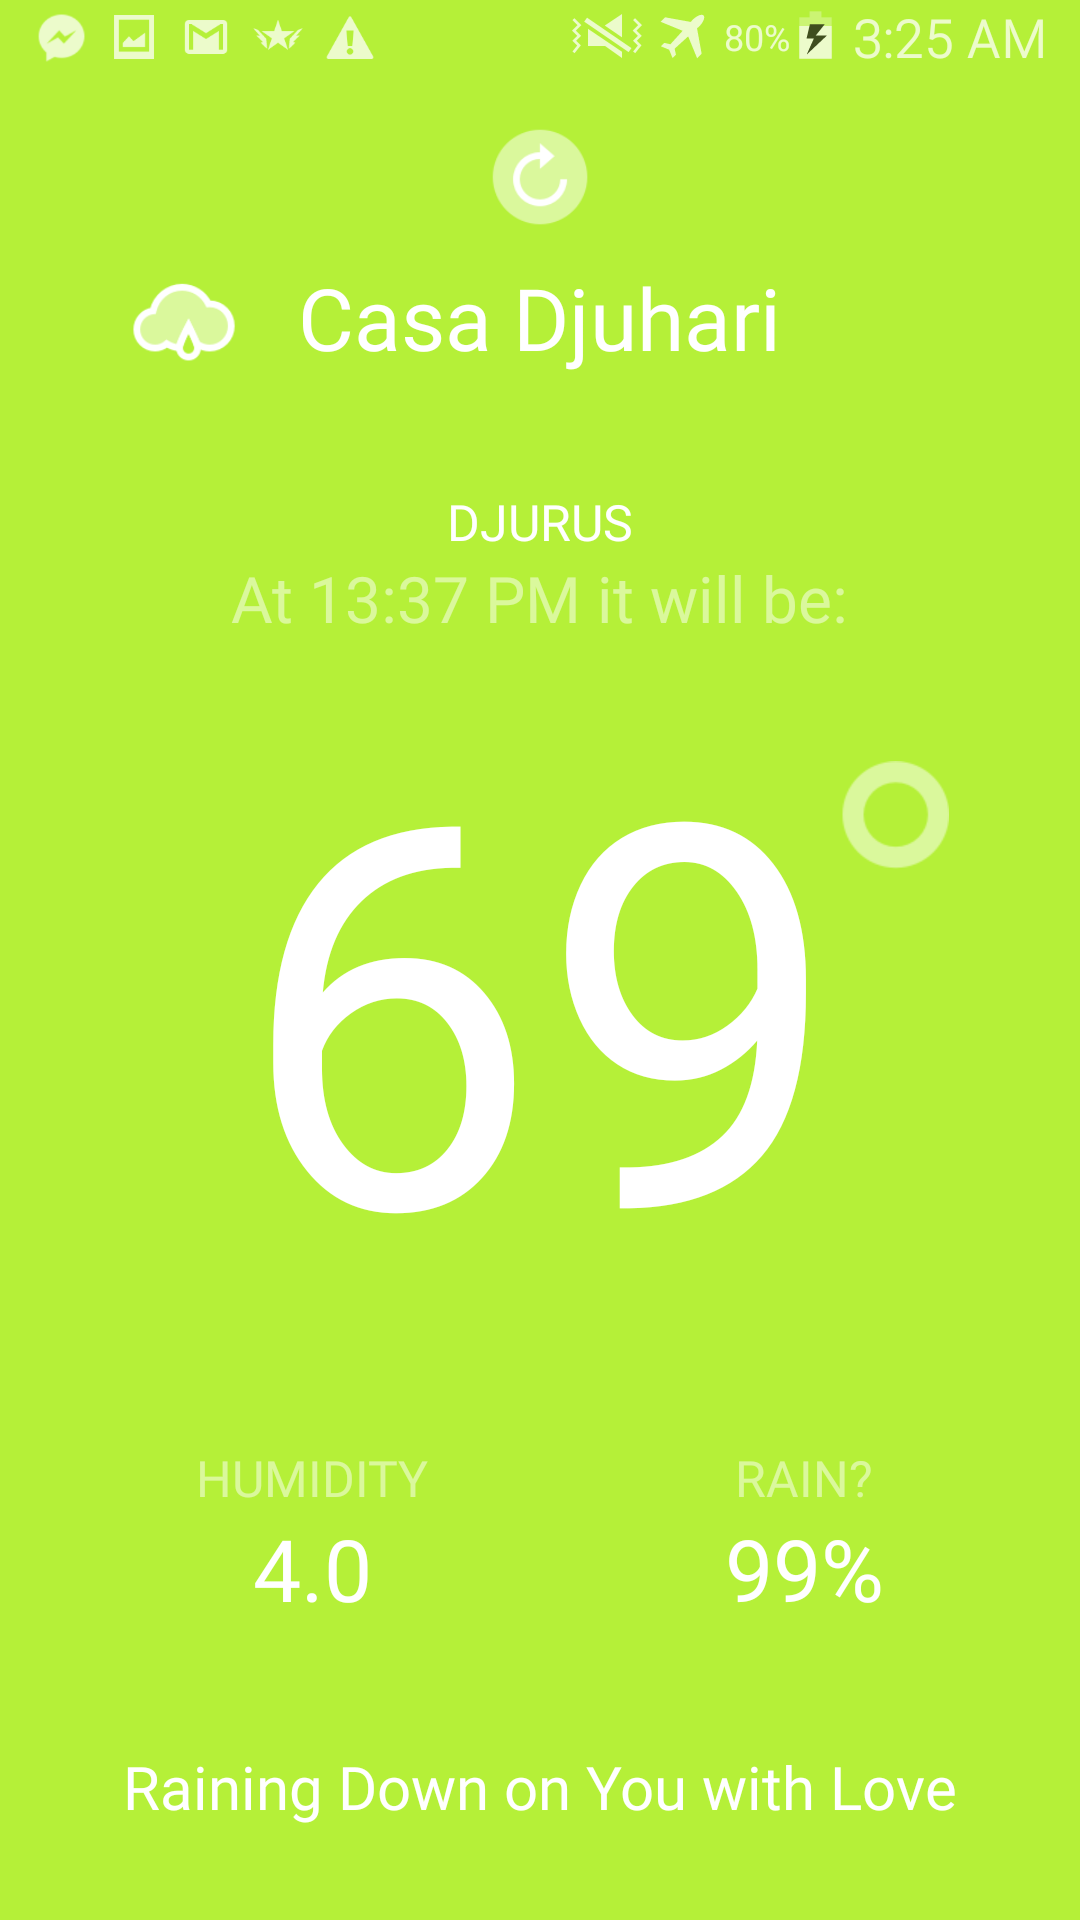 80% 3:25 AM
Casa Djuhari
DJURUS
At 13:37 PM it will be:
69
HUMIDITY RAIN?
4.0 99%
Raining Down on You with Love